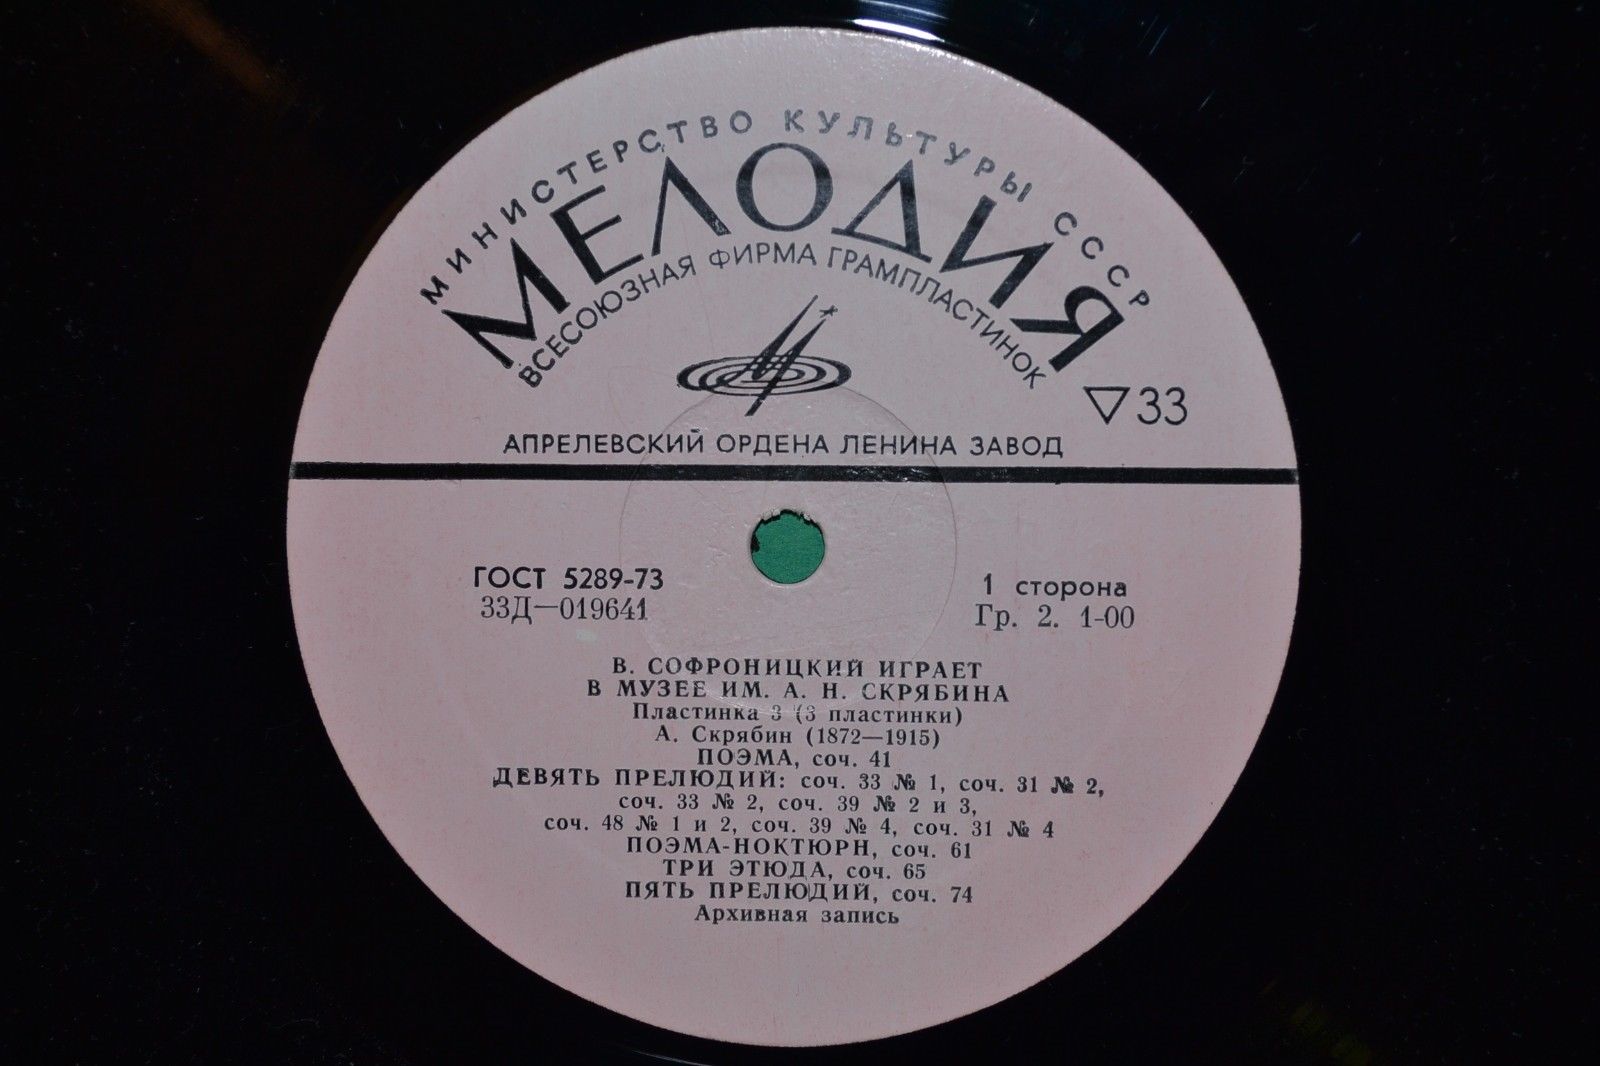 МИНИСТЕРСТВО КУЛЬТУРЫ СССР
МЕЛОДИЯ
ВСЕСОЮЗНАЯ ФИРМА ГРАМПЛАСТИНОК
▽33
АПРЕЛЕВСКИЙ ОРДЕНА ЛЕНИНА ЗАВОД
ГОСТ 5289-73
33Д—019641
1 сторона
Гр. 2. 1-00
В. СОФРОНИЦКИЙ ИГРАЕТ
В МУЗЕЕ ИМ. А. Н. СКРЯБИНА
Пластинка 3 (3 пластинки)
А. Скрябин (1872—1915)
ПОЭМА, соч. 41
ДЕВЯТЬ ПРЕЛЮДИЙ: соч. 33 № 1, соч. 31 № 2,
соч. 33 № 2, соч. 39 № 2 и 3,
соч. 48 № 1 и 2, соч. 39 № 4, соч. 31 № 4
ПОЭМА-НОКТЮРН, соч. 61
ТРИ ЭТЮДА, соч. 65
ПЯТЬ ПРЕЛЮДИЙ, соч. 74
Архивная запись